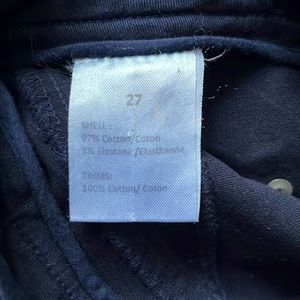 27
SHELL :
97% Cotton/ Coton
3% Elastane /Elasthanne
TRIMS:
100% Cotton/ Coton